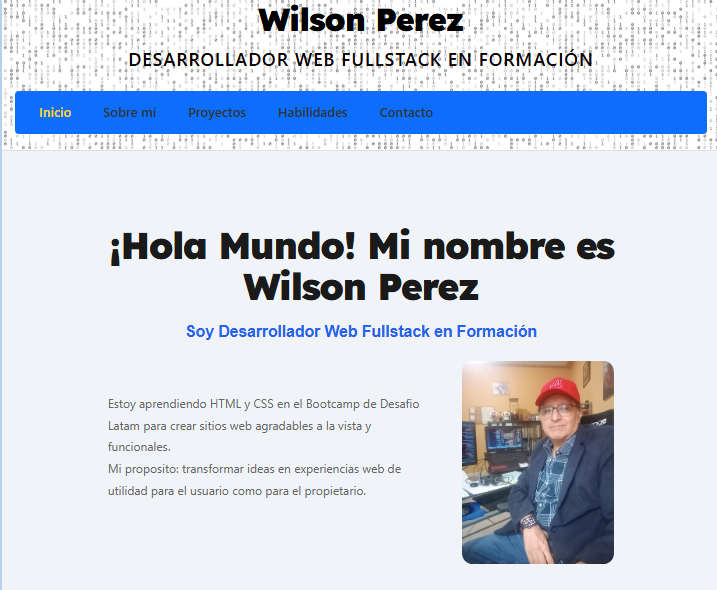 Wilson Perez
DESARROLLADOR WEB FULLSTACK EN FORMACIÓN
Inicio Sobre mí Proyectos Habilidades Contacto
¡Hola Mundo! Mi nombre es
Wilson Perez
Soy Desarrollador Web Fullstack en Formación
Estoy aprendiendo HTML y CSS en el Bootcamp de Desafio
Latam para crear sitios web agradables a la vista y
funcionales.
Mi proposito: transformar ideas en experiencias web de
utilidad para el usuario como para el propietario.